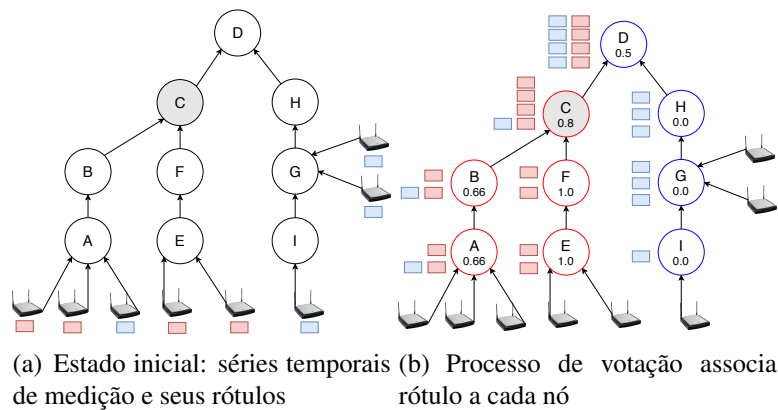 D
C
H
B
F
G
A
E
I
D
0.5
C
0.8
H
0.0
B
0.66
F
1.0
G
0.0
A
0.66
E
1.0
I
0.0
(a) Estado inicial: séries temporais
de medição e seus rótulos
(b) Processo de votação associa
rótulo a cada nó